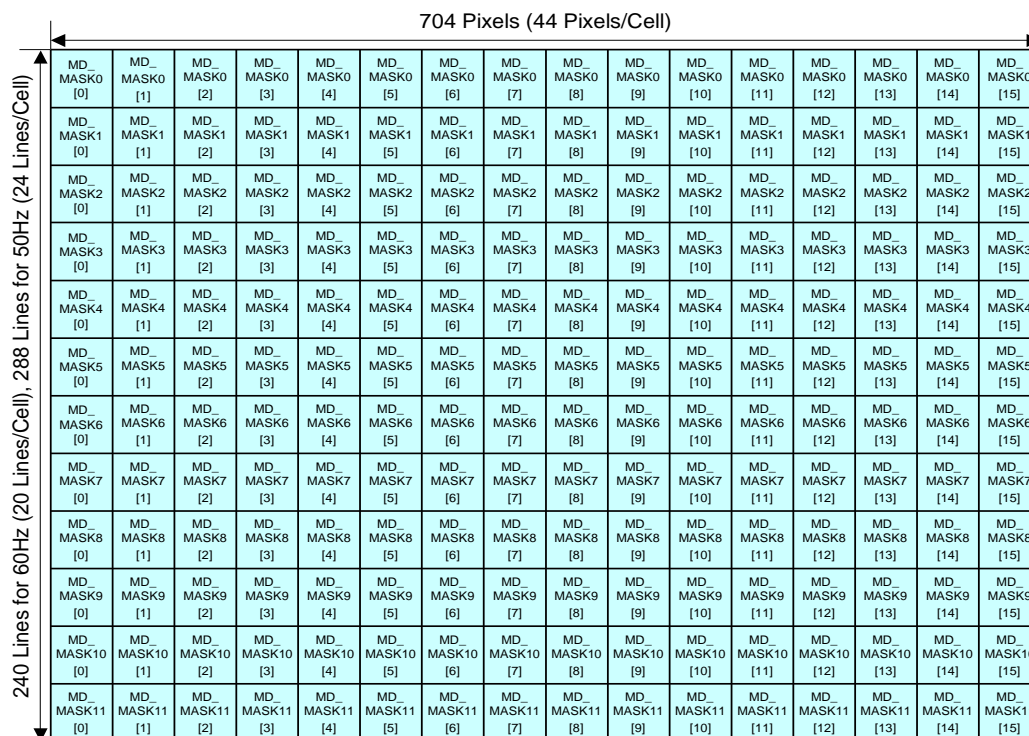 704 Pixels (44 Pixels/Cell)
240 Lines for 60Hz (20 Lines/Cell), 288 Lines for 50Hz (24 Lines/Cell)
MD_ MD_ MD_ MD_ MD_ MD_ MD_ MD_ MD_ MD_ MD_ MD_ MD_ MD_ MD_ MD_
MASK0 MASK0 MASK0 MASK0 MASK0 MASK0 MASK0 MASK0 MASK0 MASK0 MASK0 MASK0 MASK0 MASK0 MASK0 MASK0
[0] [1] [2] [3] [4] [5] [6] [7] [8] [9] [10] [11] [12] [13] [14] [15]
MD_ MD_ MD_ MD_ MD_ MD_ MD_ MD_ MD_ MD_ MD_ MD_ MD_ MD_ MD_ MD_
MASK1 MASK1 MASK1 MASK1 MASK1 MASK1 MASK1 MASK1 MASK1 MASK1 MASK1 MASK1 MASK1 MASK1 MASK1 MASK1
[0] [1] [2] [3] [4] [5] [6] [7] [8] [9] [10] [11] [12] [13] [14] [15]
MD_ MD_ MD_ MD_ MD_ MD_ MD_ MD_ MD_ MD_ MD_ MD_ MD_ MD_ MD_ MD_
MASK2 MASK2 MASK2 MASK2 MASK2 MASK2 MASK2 MASK2 MASK2 MASK2 MASK2 MASK2 MASK2 MASK2 MASK2 MASK2
[0] [1] [2] [3] [4] [5] [6] [7] [8] [9] [10] [11] [12] [13] [14] [15]
MD_ MD_ MD_ MD_ MD_ MD_ MD_ MD_ MD_ MD_ MD_ MD_ MD_ MD_ MD_ MD_
MASK3 MASK3 MASK3 MASK3 MASK3 MASK3 MASK3 MASK3 MASK3 MASK3 MASK3 MASK3 MASK3 MASK3 MASK3 MASK3
[0] [1] [2] [3] [4] [5] [6] [7] [8] [9] [10] [11] [12] [13] [14] [15]
MD_ MD_ MD_ MD_ MD_ MD_ MD_ MD_ MD_ MD_ MD_ MD_ MD_ MD_ MD_ MD_
MASK4 MASK4 MASK4 MASK4 MASK4 MASK4 MASK4 MASK4 MASK4 MASK4 MASK4 MASK4 MASK4 MASK4 MASK4 MASK4
[0] [1] [2] [3] [4] [5] [6] [7] [8] [9] [10] [11] [12] [13] [14] [15]
MD_ MD_ MD_ MD_ MD_ MD_ MD_ MD_ MD_ MD_ MD_ MD_ MD_ MD_ MD_ MD_
MASK5 MASK5 MASK5 MASK5 MASK5 MASK5 MASK5 MASK5 MASK5 MASK5 MASK5 MASK5 MASK5 MASK5 MASK5 MASK5
[0] [1] [2] [3] [4] [5] [6] [7] [8] [9] [10] [11] [12] [13] [14] [15]
MD_ MD_ MD_ MD_ MD_ MD_ MD_ MD_ MD_ MD_ MD_ MD_ MD_ MD_ MD_ MD_
MASK6 MASK6 MASK6 MASK6 MASK6 MASK6 MASK6 MASK6 MASK6 MASK6 MASK6 MASK6 MASK6 MASK6 MASK6 MASK6
[0] [1] [2] [3] [4] [5] [6] [7] [8] [9] [10] [11] [12] [13] [14] [15]
MD_ MD_ MD_ MD_ MD_ MD_ MD_ MD_ MD_ MD_ MD_ MD_ MD_ MD_ MD_ MD_
MASK7 MASK7 MASK7 MASK7 MASK7 MASK7 MASK7 MASK7 MASK7 MASK7 MASK7 MASK7 MASK7 MASK7 MASK7 MASK7
[0] [1] [2] [3] [4] [5] [6] [7] [8] [9] [10] [11] [12] [13] [14] [15]
MD_ MD_ MD_ MD_ MD_ MD_ MD_ MD_ MD_ MD_ MD_ MD_ MD_ MD_ MD_ MD_
MASK8 MASK8 MASK8 MASK8 MASK8 MASK8 MASK8 MASK8 MASK8 MASK8 MASK8 MASK8 MASK8 MASK8 MASK8 MASK8
[0] [1] [2] [3] [4] [5] [6] [7] [8] [9] [10] [11] [12] [13] [14] [15]
MD_ MD_ MD_ MD_ MD_ MD_ MD_ MD_ MD_ MD_ MD_ MD_ MD_ MD_ MD_ MD_
MASK9 MASK9 MASK9 MASK9 MASK9 MASK9 MASK9 MASK9 MASK9 MASK9 MASK9 MASK9 MASK9 MASK9 MASK9 MASK9
[0] [1] [2] [3] [4] [5] [6] [7] [8] [9] [10] [11] [12] [13] [14] [15]
MD_ MD_ MD_ MD_ MD_ MD_ MD_ MD_ MD_ MD_ MD_ MD_ MD_ MD_ MD_ MD_
MASK10 MASK10 MASK10 MASK10 MASK10 MASK10 MASK10 MASK10 MASK10 MASK10 MASK10 MASK10 MASK10 MASK10 MASK10 MASK10
[0] [1] [2] [3] [4] [5] [6] [7] [8] [9] [10] [11] [12] [13] [14] [15]
MD_ MD_ MD_ MD_ MD_ MD_ MD_ MD_ MD_ MD_ MD_ MD_ MD_ MD_ MD_ MD_
MASK11 MASK11 MASK11 MASK11 MASK11 MASK11 MASK11 MASK11 MASK11 MASK11 MASK11 MASK11 MASK11 MASK11 MASK11 MASK1
[0] [1] [2] [3] [4] [5] [6] [7] [8] [9] [10] [11] [12] [13] [14] [15]